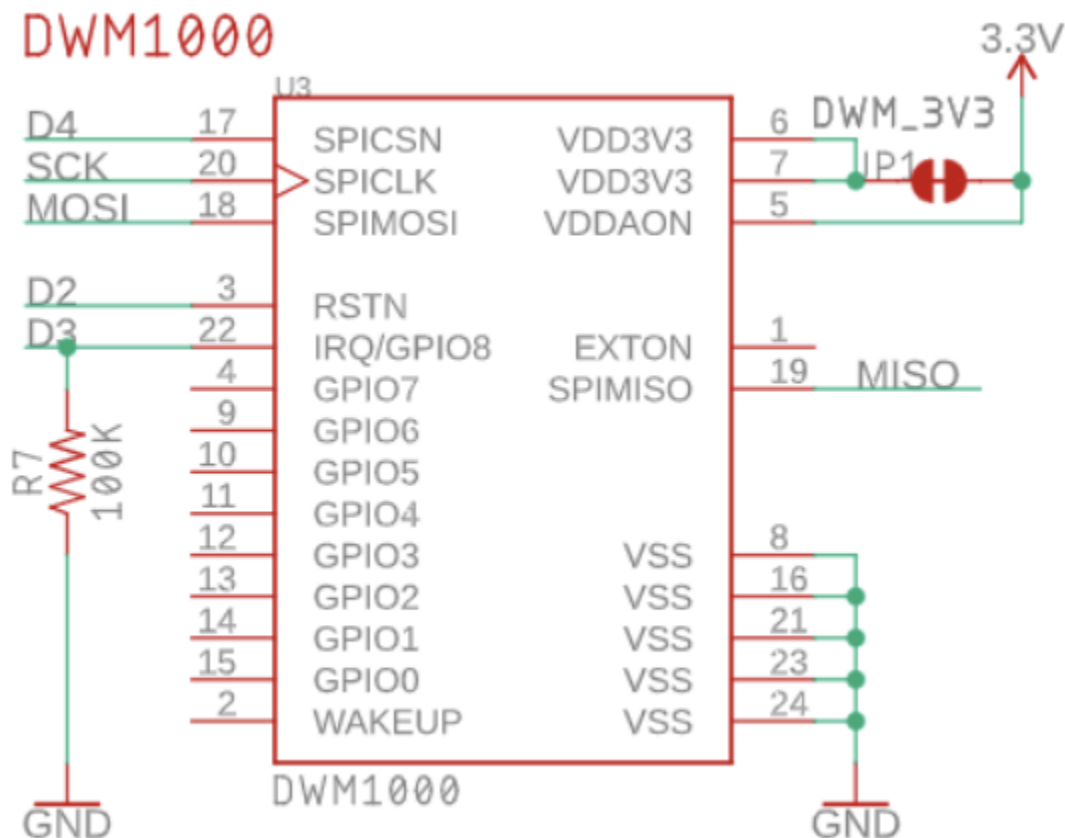 DWM1000
U3
3.3V
D4 17 SPICSN VDD3V3 6 DWM_3V3
SCK 20 SPICLK VDD3V3 7 JP1
MOSI 18 SPIMOSI VDDAON 5
D2 3 RSTN
D3 22 IRQ/GPIO8 EXTON 1
4 GPIO7 SPIMISO 19 MISO
9 GPIO6
10 GPIO5
11 GPIO4
12 GPIO3 VSS 8
13 GPIO2 VSS 16
14 GPIO1 VSS 21
15 GPIO0 VSS 23
2 WAKEUP VSS 24
R7
100K
DWM1000
GND
GND